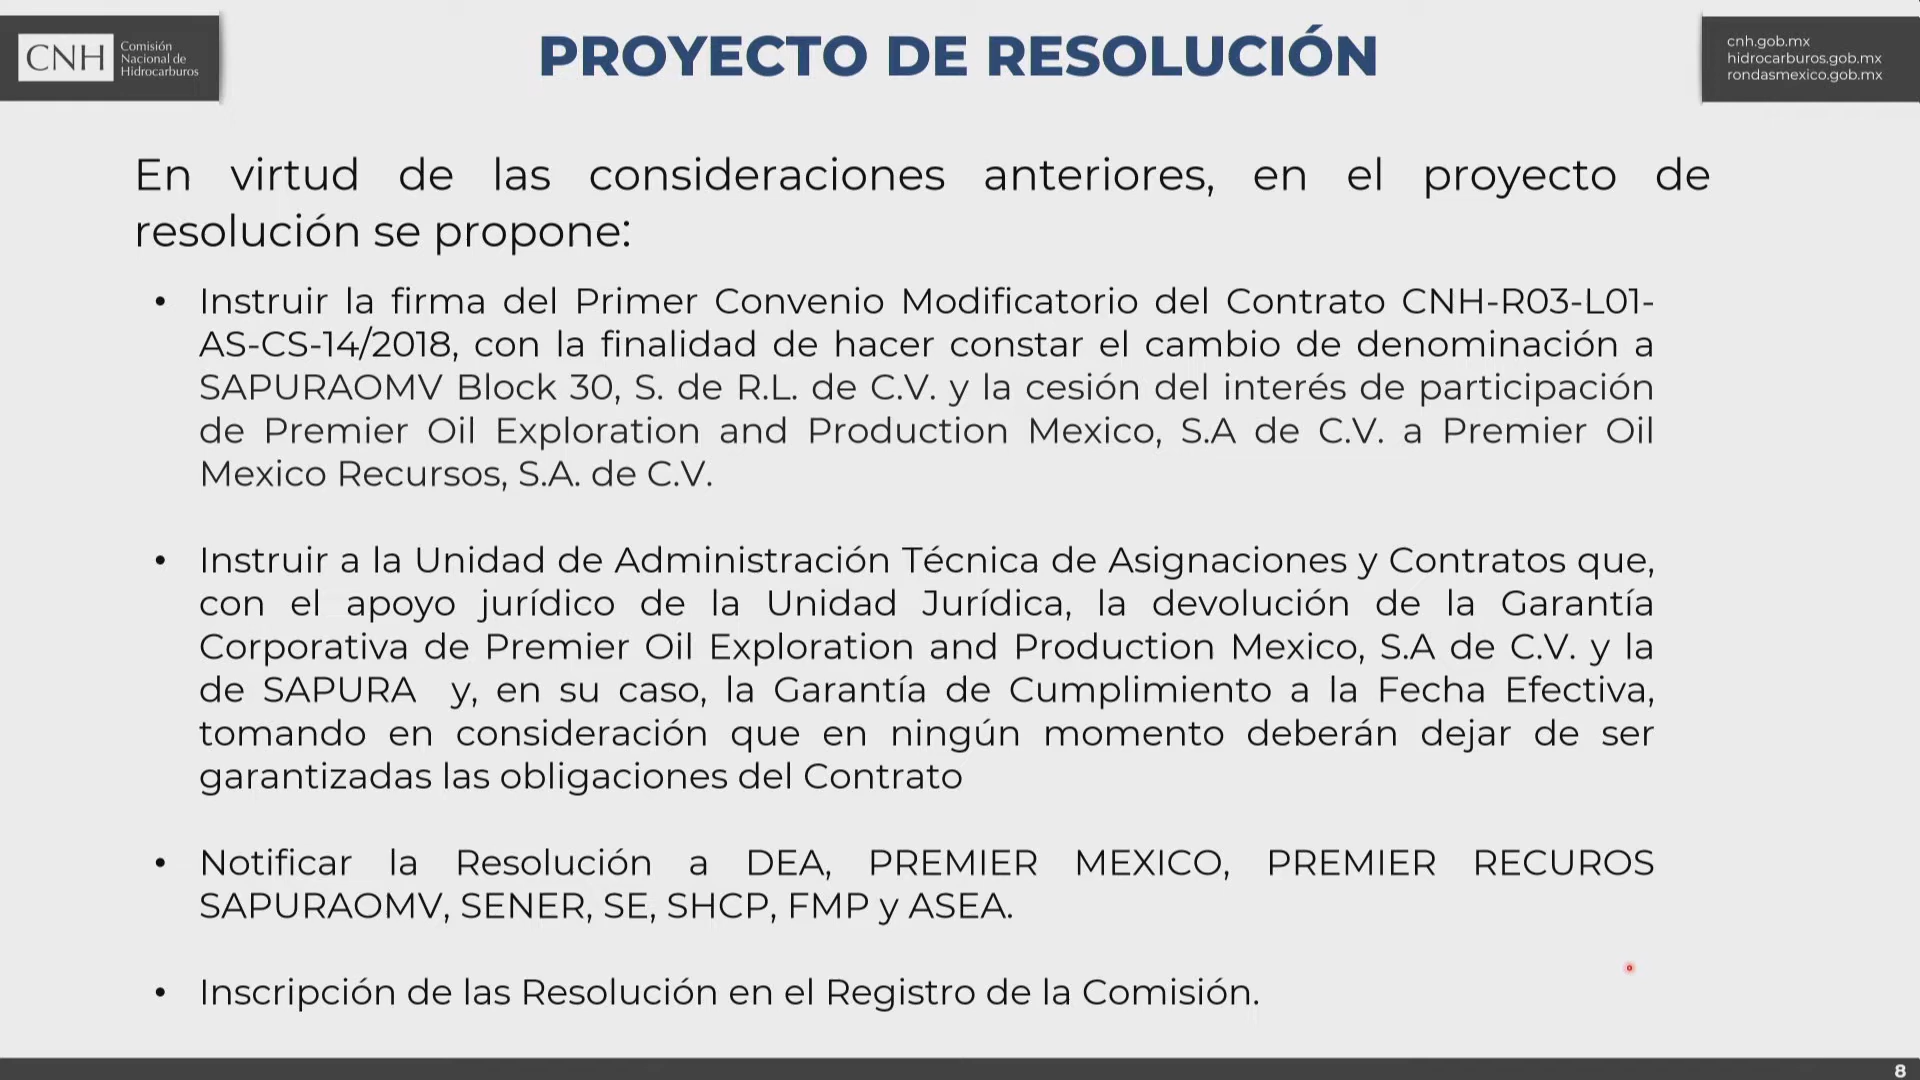 CNH
Comisión
Nacional de
Hidrocarburos
PROYECTO DE RESOLUCIÓN
cnh.gob.mx
hidrocarburos.gob.mx
rondasmexico.gob.mx
En virtud de las consideraciones anteriores, en el proyecto de
resolución se propone:
• Instruir la firma del Primer Convenio Modificatorio del Contrato CNH-R03-L01-
AS-CS-14/2018, con la finalidad de hacer constar el cambio de denominación a
SAPURAOMV Block 30, S. de R.L. de C.V. y la cesión del interés de participación
de Premier Oil Exploration and Production Mexico, S.A de C.V. a Premier Oil
Mexico Recursos, S.A. de C.V.
• Instruir a la Unidad de Administración Técnica de Asignaciones y Contratos que,
con el apoyo jurídico de la Unidad Jurídica, la devolución de la Garantía
Corporativa de Premier Oil Exploration and Production Mexico, S.A de C.V. y la
de SAPURA y, en su caso, la Garantía de Cumplimiento a la Fecha Efectiva,
tomando en consideración que en ningún momento deberán dejar de ser
garantizadas las obligaciones del Contrato
• Notificar la Resolución a DEA, PREMIER MEXICO, PREMIER RECUROS
SAPURAOMV, SENER, SE, SHCP, FMP y ASEA.
• Inscripción de las Resolución en el Registro de la Comisión.
8